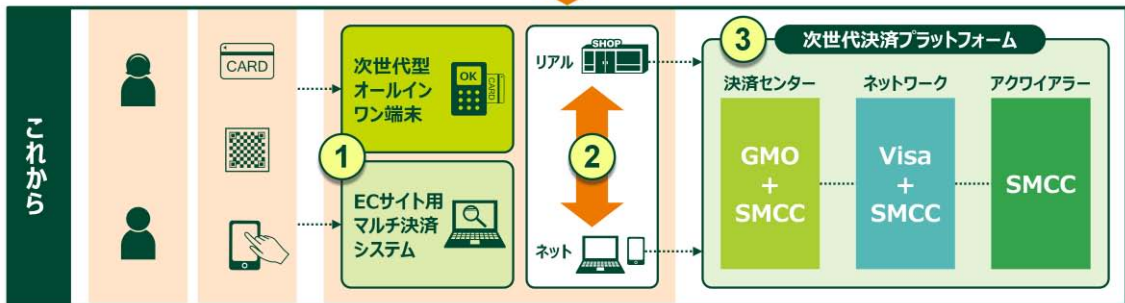 これから
CARD
1
次世代型
オールイン
ワン端末
OK
CARD
ECサイト用
マルチ決済
システム
リアル
SHOP
2
ネット
3
次世代決済プラットフォーム
決済センター
ネットワーク
アクワイアラー
GMO
+
SMCC
Visa
+
SMCC
SMCC